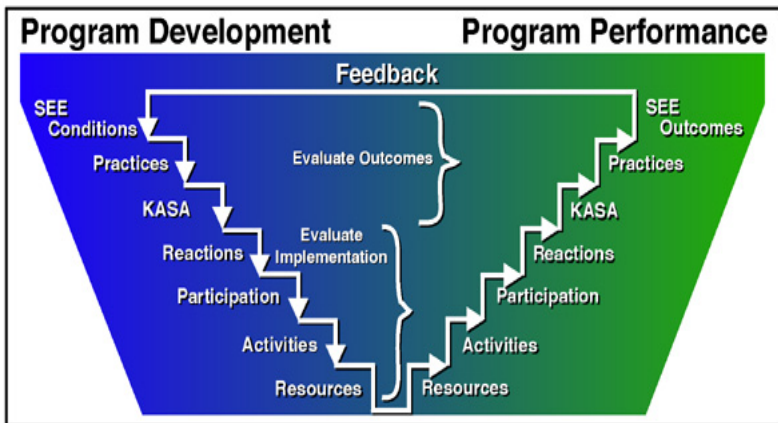 Program Development
Program Performance
Feedback
SEE
Conditions
SEE
Outcomes
Evaluate Outcomes
Practices
Practices
KASA
KASA
Evaluate
Implementation
Reactions
Reactions
Participation
Participation
Activities
Activities
Resources
Resources